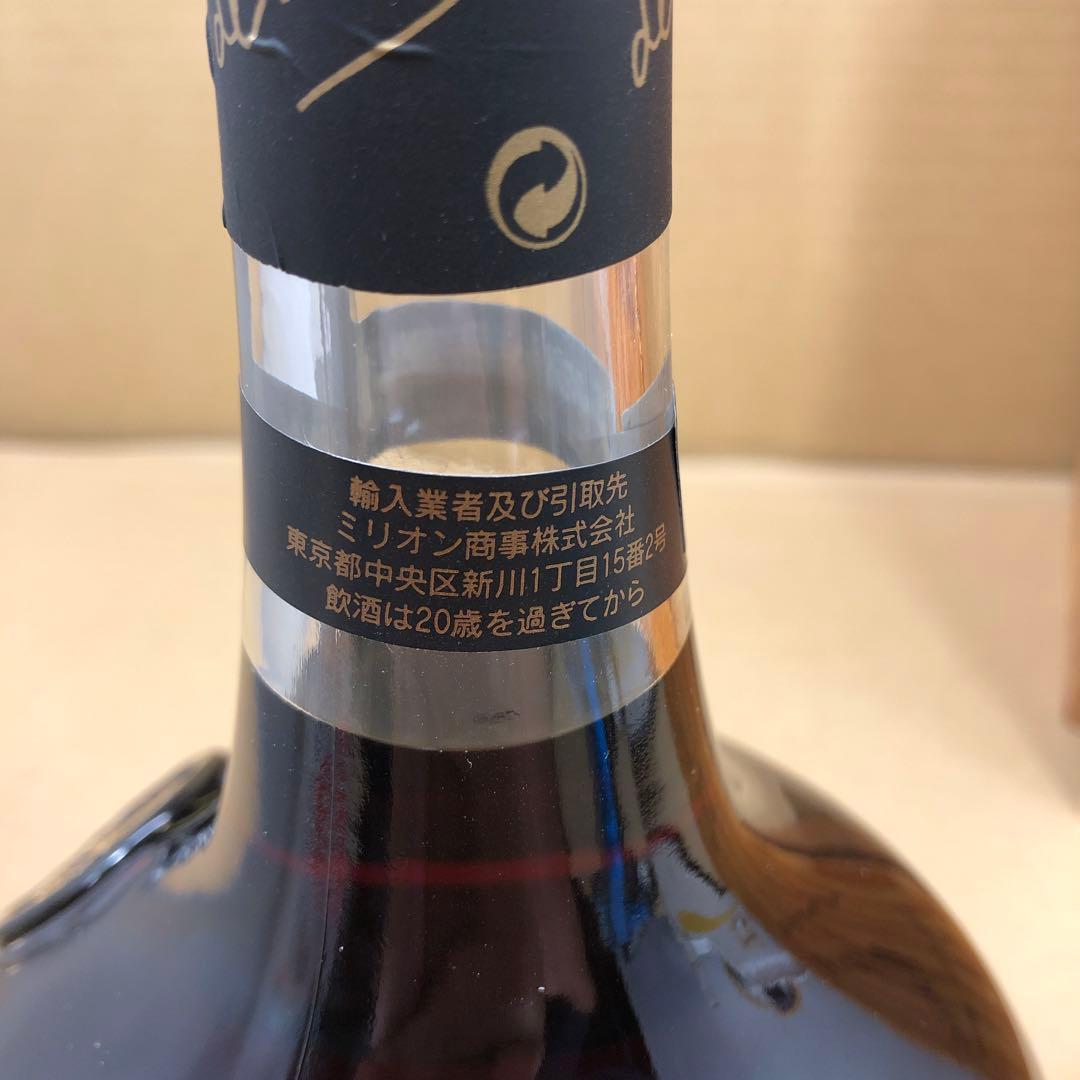 輸入業者及び引取先
ミリオン商事株式会社
東京都中央区新川1丁目15番2号
飲酒は20歳を過ぎてから